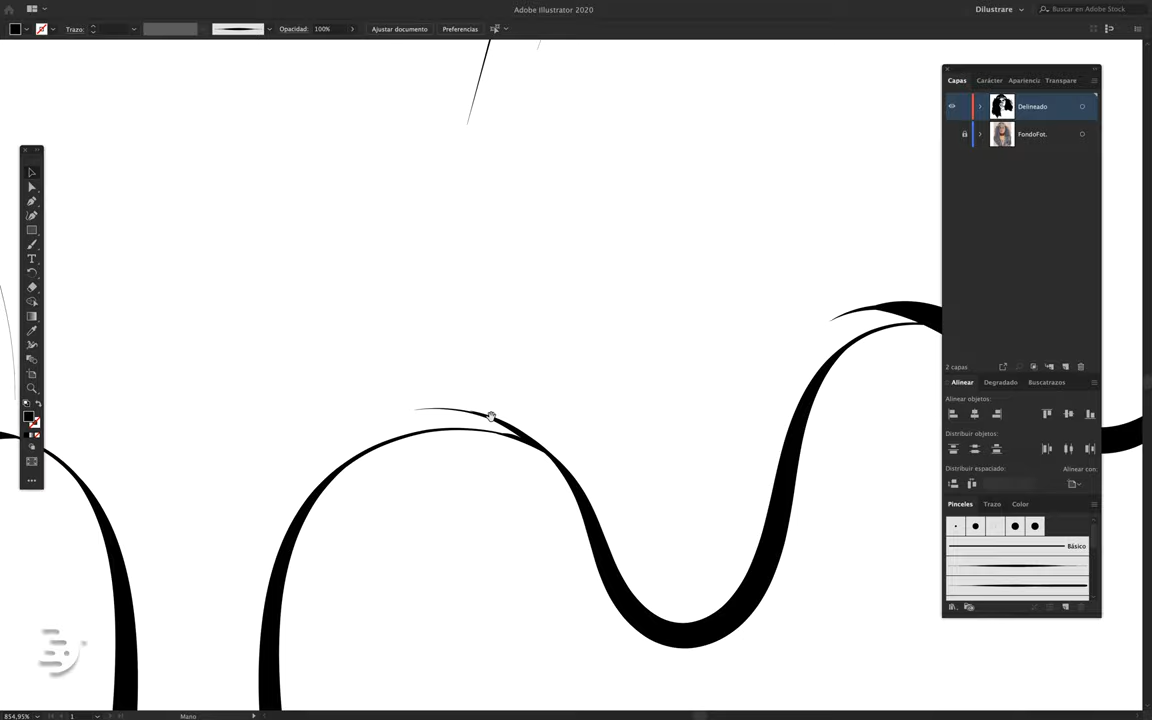 Adobe Illustrator 2020
Dilustrare
Buscar en Adobe Stock
Trazo:
Opacidad:
100%
Ajustar documento
Preferencias
Capas
Carácter
Apariencia
Transpare
Delineado
FondoFot.
2 capas
Alinear
Degradado
Buscatrazos
Alinear objetos:
Distribuir objetos:
Distribuir espaciado:
Alinear con:
Pinceles
Trazo
Color
Básico
854,95%
1
Mano